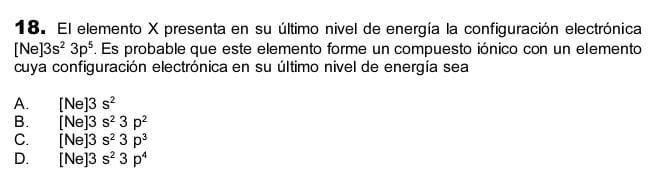 18. El elemento X presenta en su último nivel de energía la configuración electrónica
[Ne]3s² 3p⁵. Es probable que este elemento forme un compuesto iónico con un elemento
cuya configuración electrónica en su último nivel de energía sea
A. [Ne]3 s²
B. [Ne]3 s² 3 p²
C. [Ne]3 s² 3 p³
D. [Ne]3 s² 3 p⁴